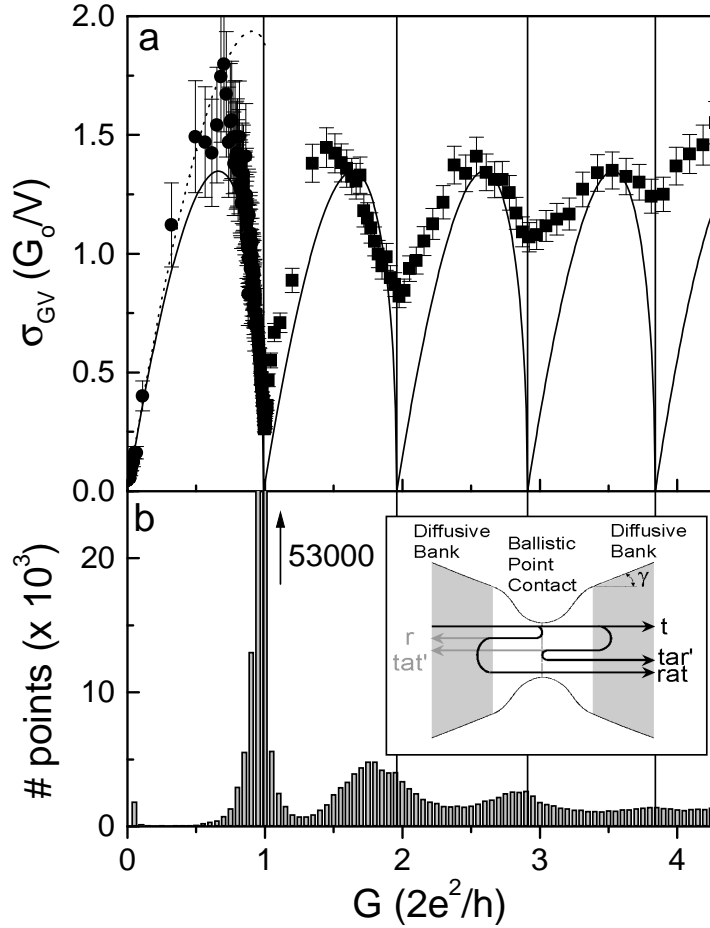 a
2.0
1.5
1.0
0.5
0.0
σGV (Go/V)
b
53000
20
10
0
# points (x 10³)
Diffusive Bank
Ballistic Point Contact
Diffusive Bank
γ
r
tat'
t
tar'
rat
0 1 2 3 4
G (2e²/h)